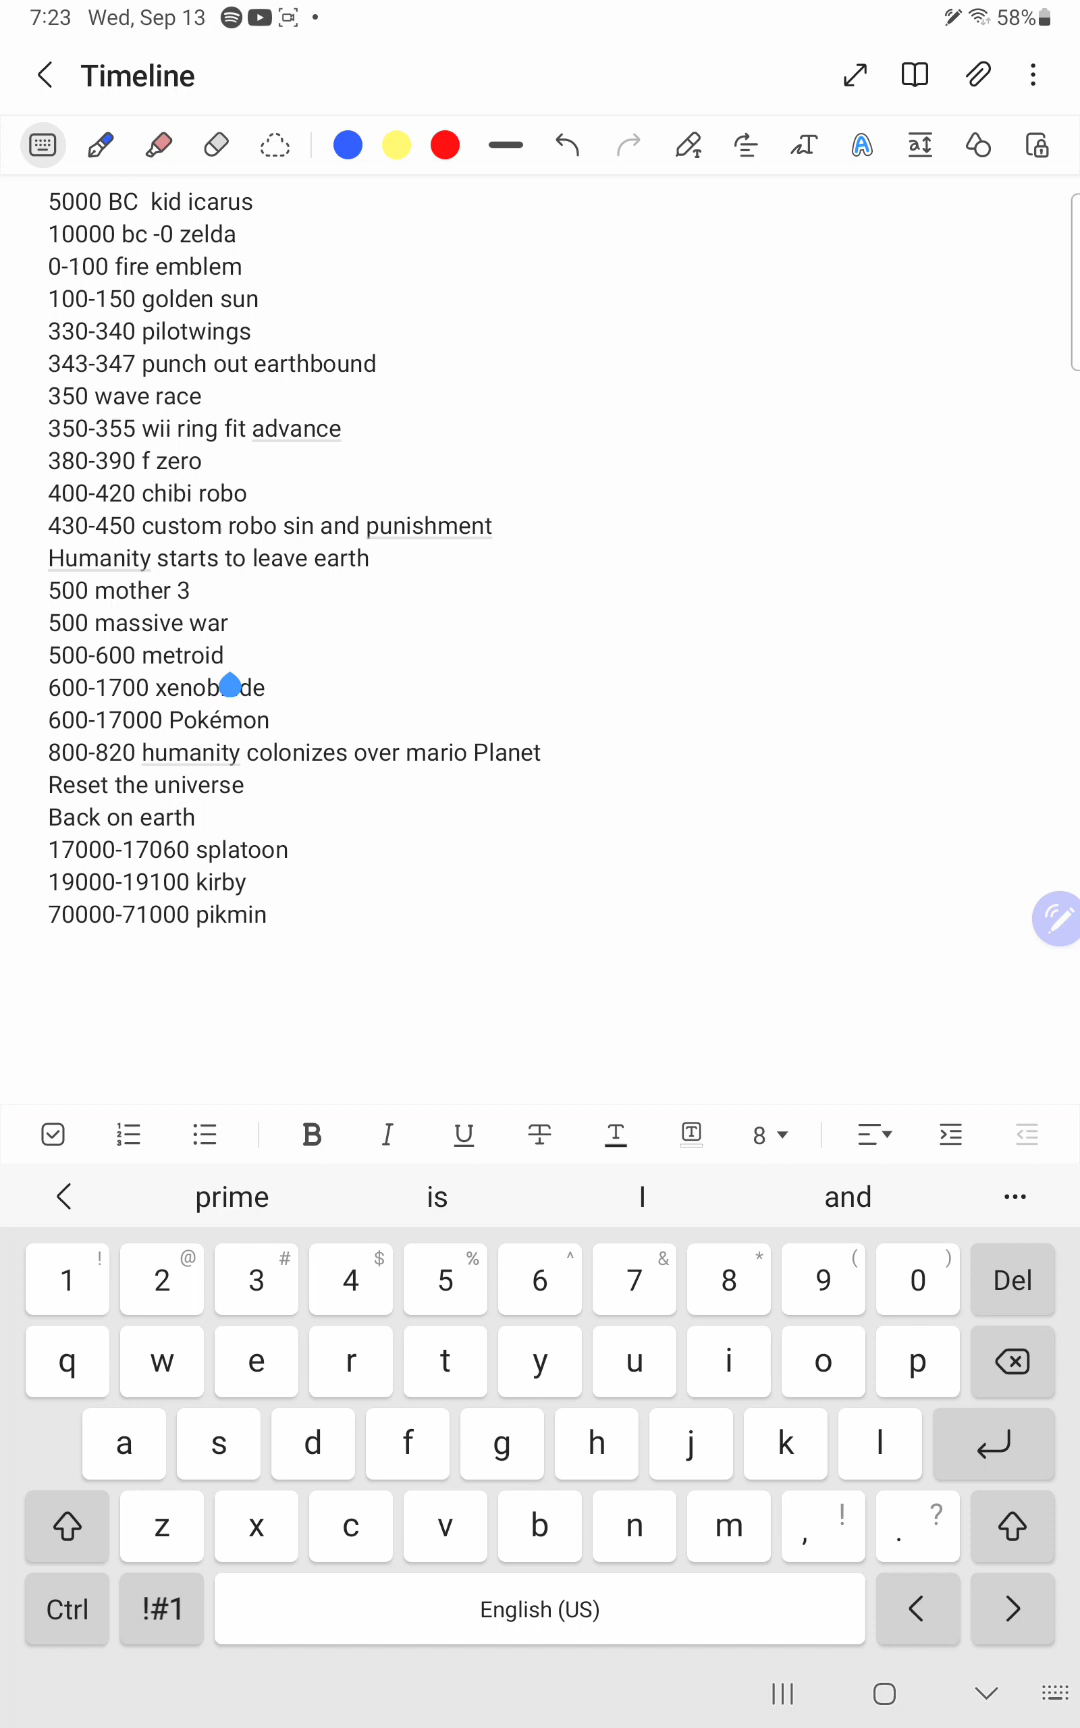 7:23 Wed, Sep 13 58%
Timeline
5000 BC  kid icarus
10000 bc -0 zelda
0-100 fire emblem
100-150 golden sun
330-340 pilotwings
343-347 punch out earthbound
350 wave race
350-355 wii ring fit advance
380-390 f zero
400-420 chibi robo
430-450 custom robo sin and punishment
Humanity starts to leave earth
500 mother 3
500 massive war
500-600 metroid
600-1700
600-17000 Pokémon
800-820 humanity colonizes over mario Planet
Reset the universe
Back on earth
17000-17060 splatoon
19000-19100 kirby
70000-71000 pikmin
B I U T T T 8
prime is I and ...
! @ # $ % ^ & * ( )
1 2 3 4 5 6 7 8 9 0 Del
q w e r t y u i o p
a s d f g h j k l
z x c v b n m , ! . ?
Ctrl !#1 English (US) < >